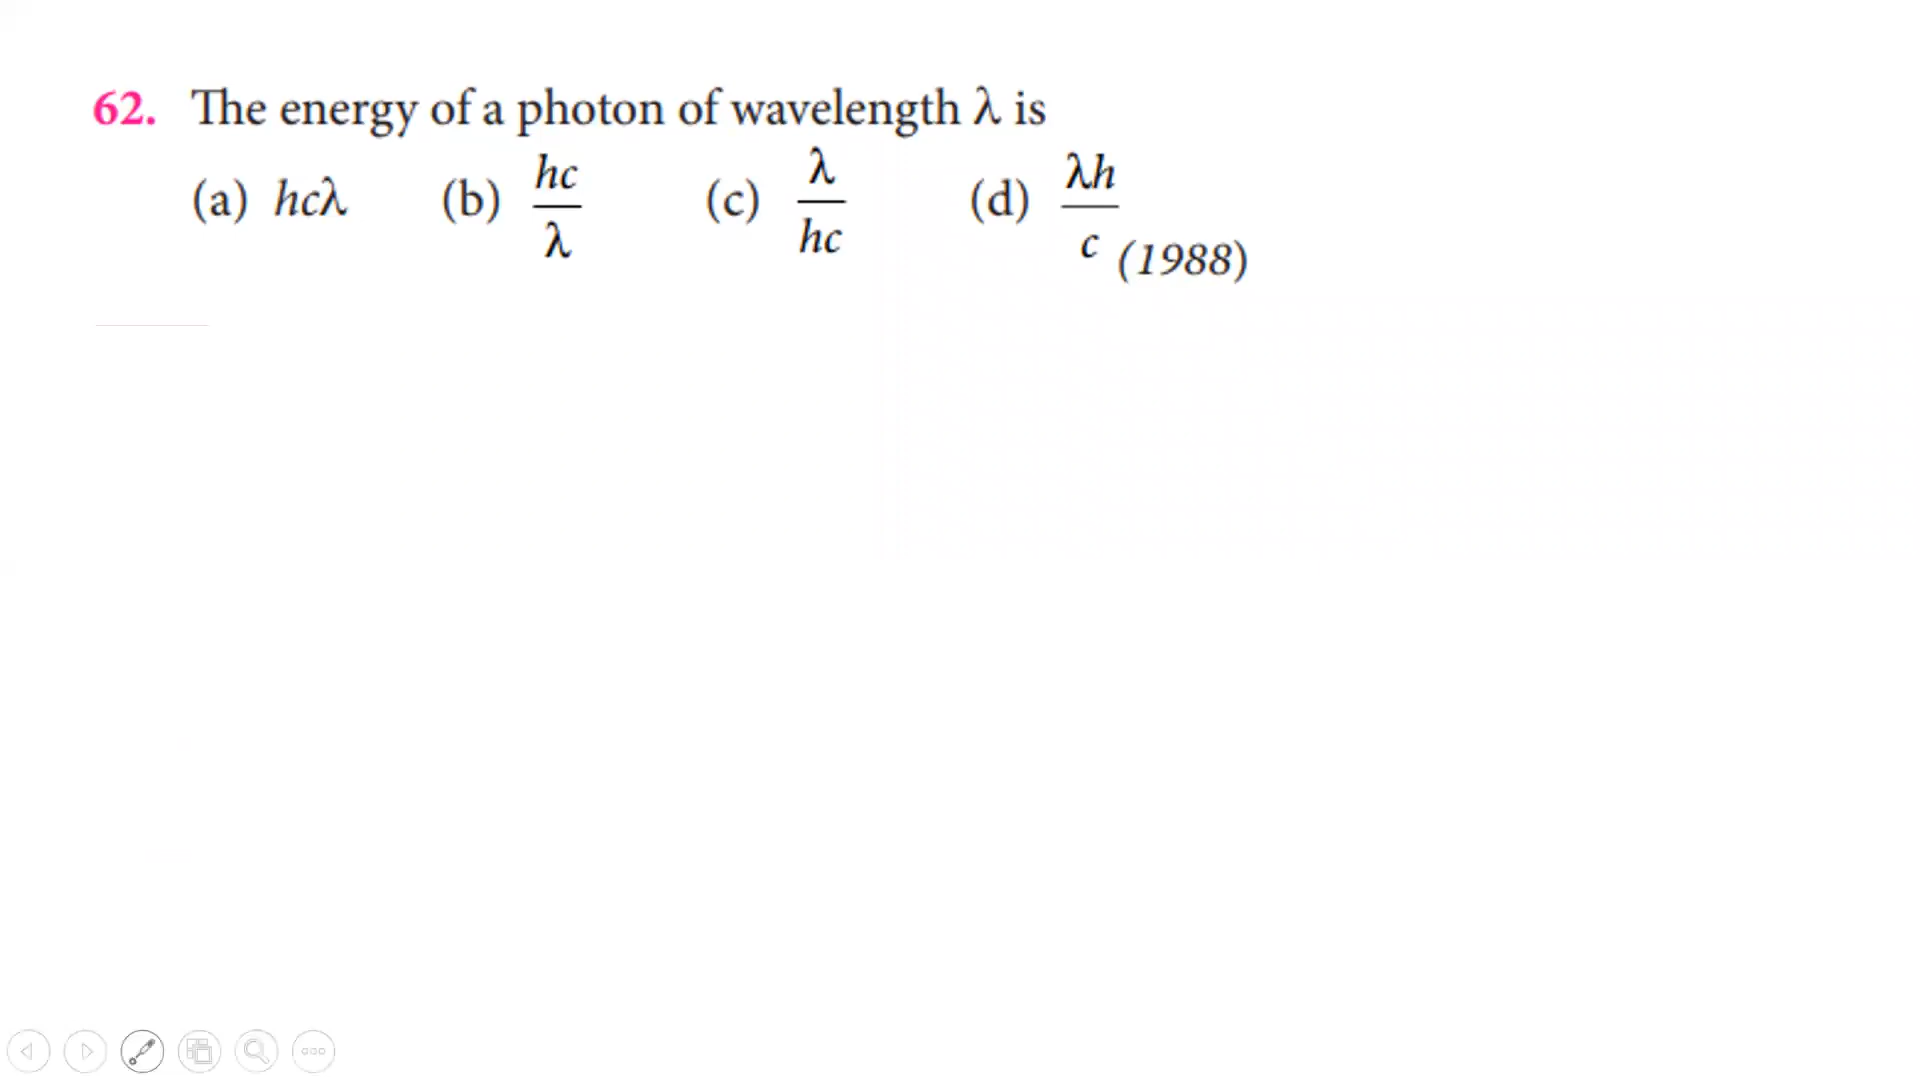 62. The energy of a photon of wavelength λ is
(a) hcλ (b) hc/λ (c) λ/hc (d) λh/c (1988)